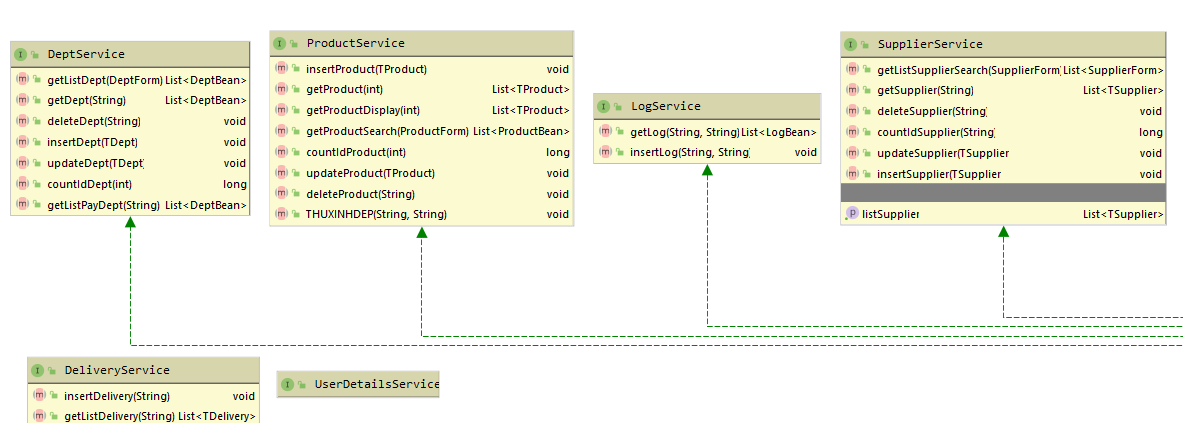 DeptService
getListDept(DeptForm) List<DeptBean>
getDept(String) List<DeptBean>
deleteDept(String) void
insertDept(TDept) void
updateDept(TDept) void
countIdDept(int) long
getListPayDept(String) List<DeptBean>
ProductService
insertProduct(TProduct) void
getProduct(int) List<TProduct>
getProductDisplay(int) List<TProduct>
getProductSearch(ProductForm) List<ProductBean>
countIdProduct(int) long
updateProduct(TProduct) void
deleteProduct(String) void
THUXINHDEP(String, String) void
LogService
getLog(String, String) List<LogBean>
insertLog(String, String) void
SupplierService
getListSupplierSearch(SupplierForm) List<SupplierForm>
getSupplier(String) List<TSupplier>
deleteSupplier(String) void
countIdSupplier(String) long
updateSupplier(TSupplier void
insertSupplier(TSupplier void
listSupplier List<TSupplier>
DeliveryService
insertDelivery(String) void
getListDelivery(String) List<TDelivery>
UserDetailsService